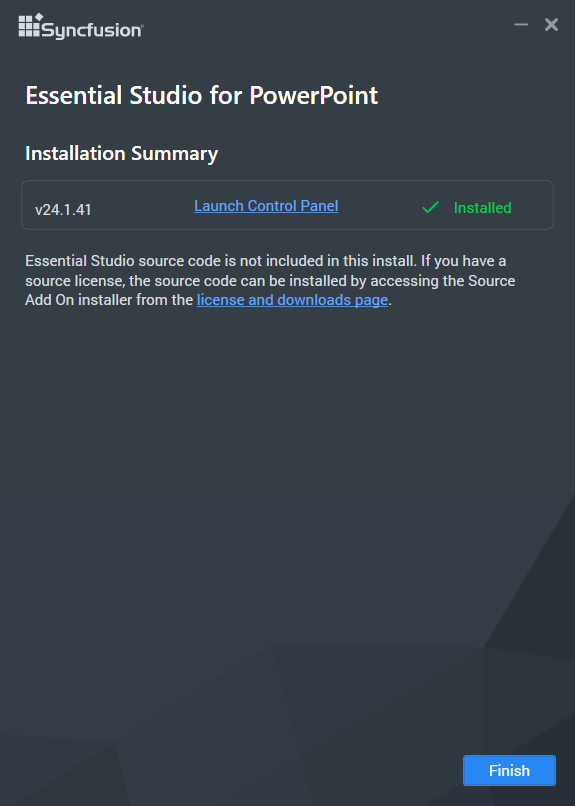 Syncfusion®
Essential Studio for PowerPoint
Installation Summary
v24.1.41 Launch Control Panel Installed
Essential Studio source code is not included in this install. If you have a
source license, the source code can be installed by accessing the Source
Add On installer from the license and downloads page.
Finish